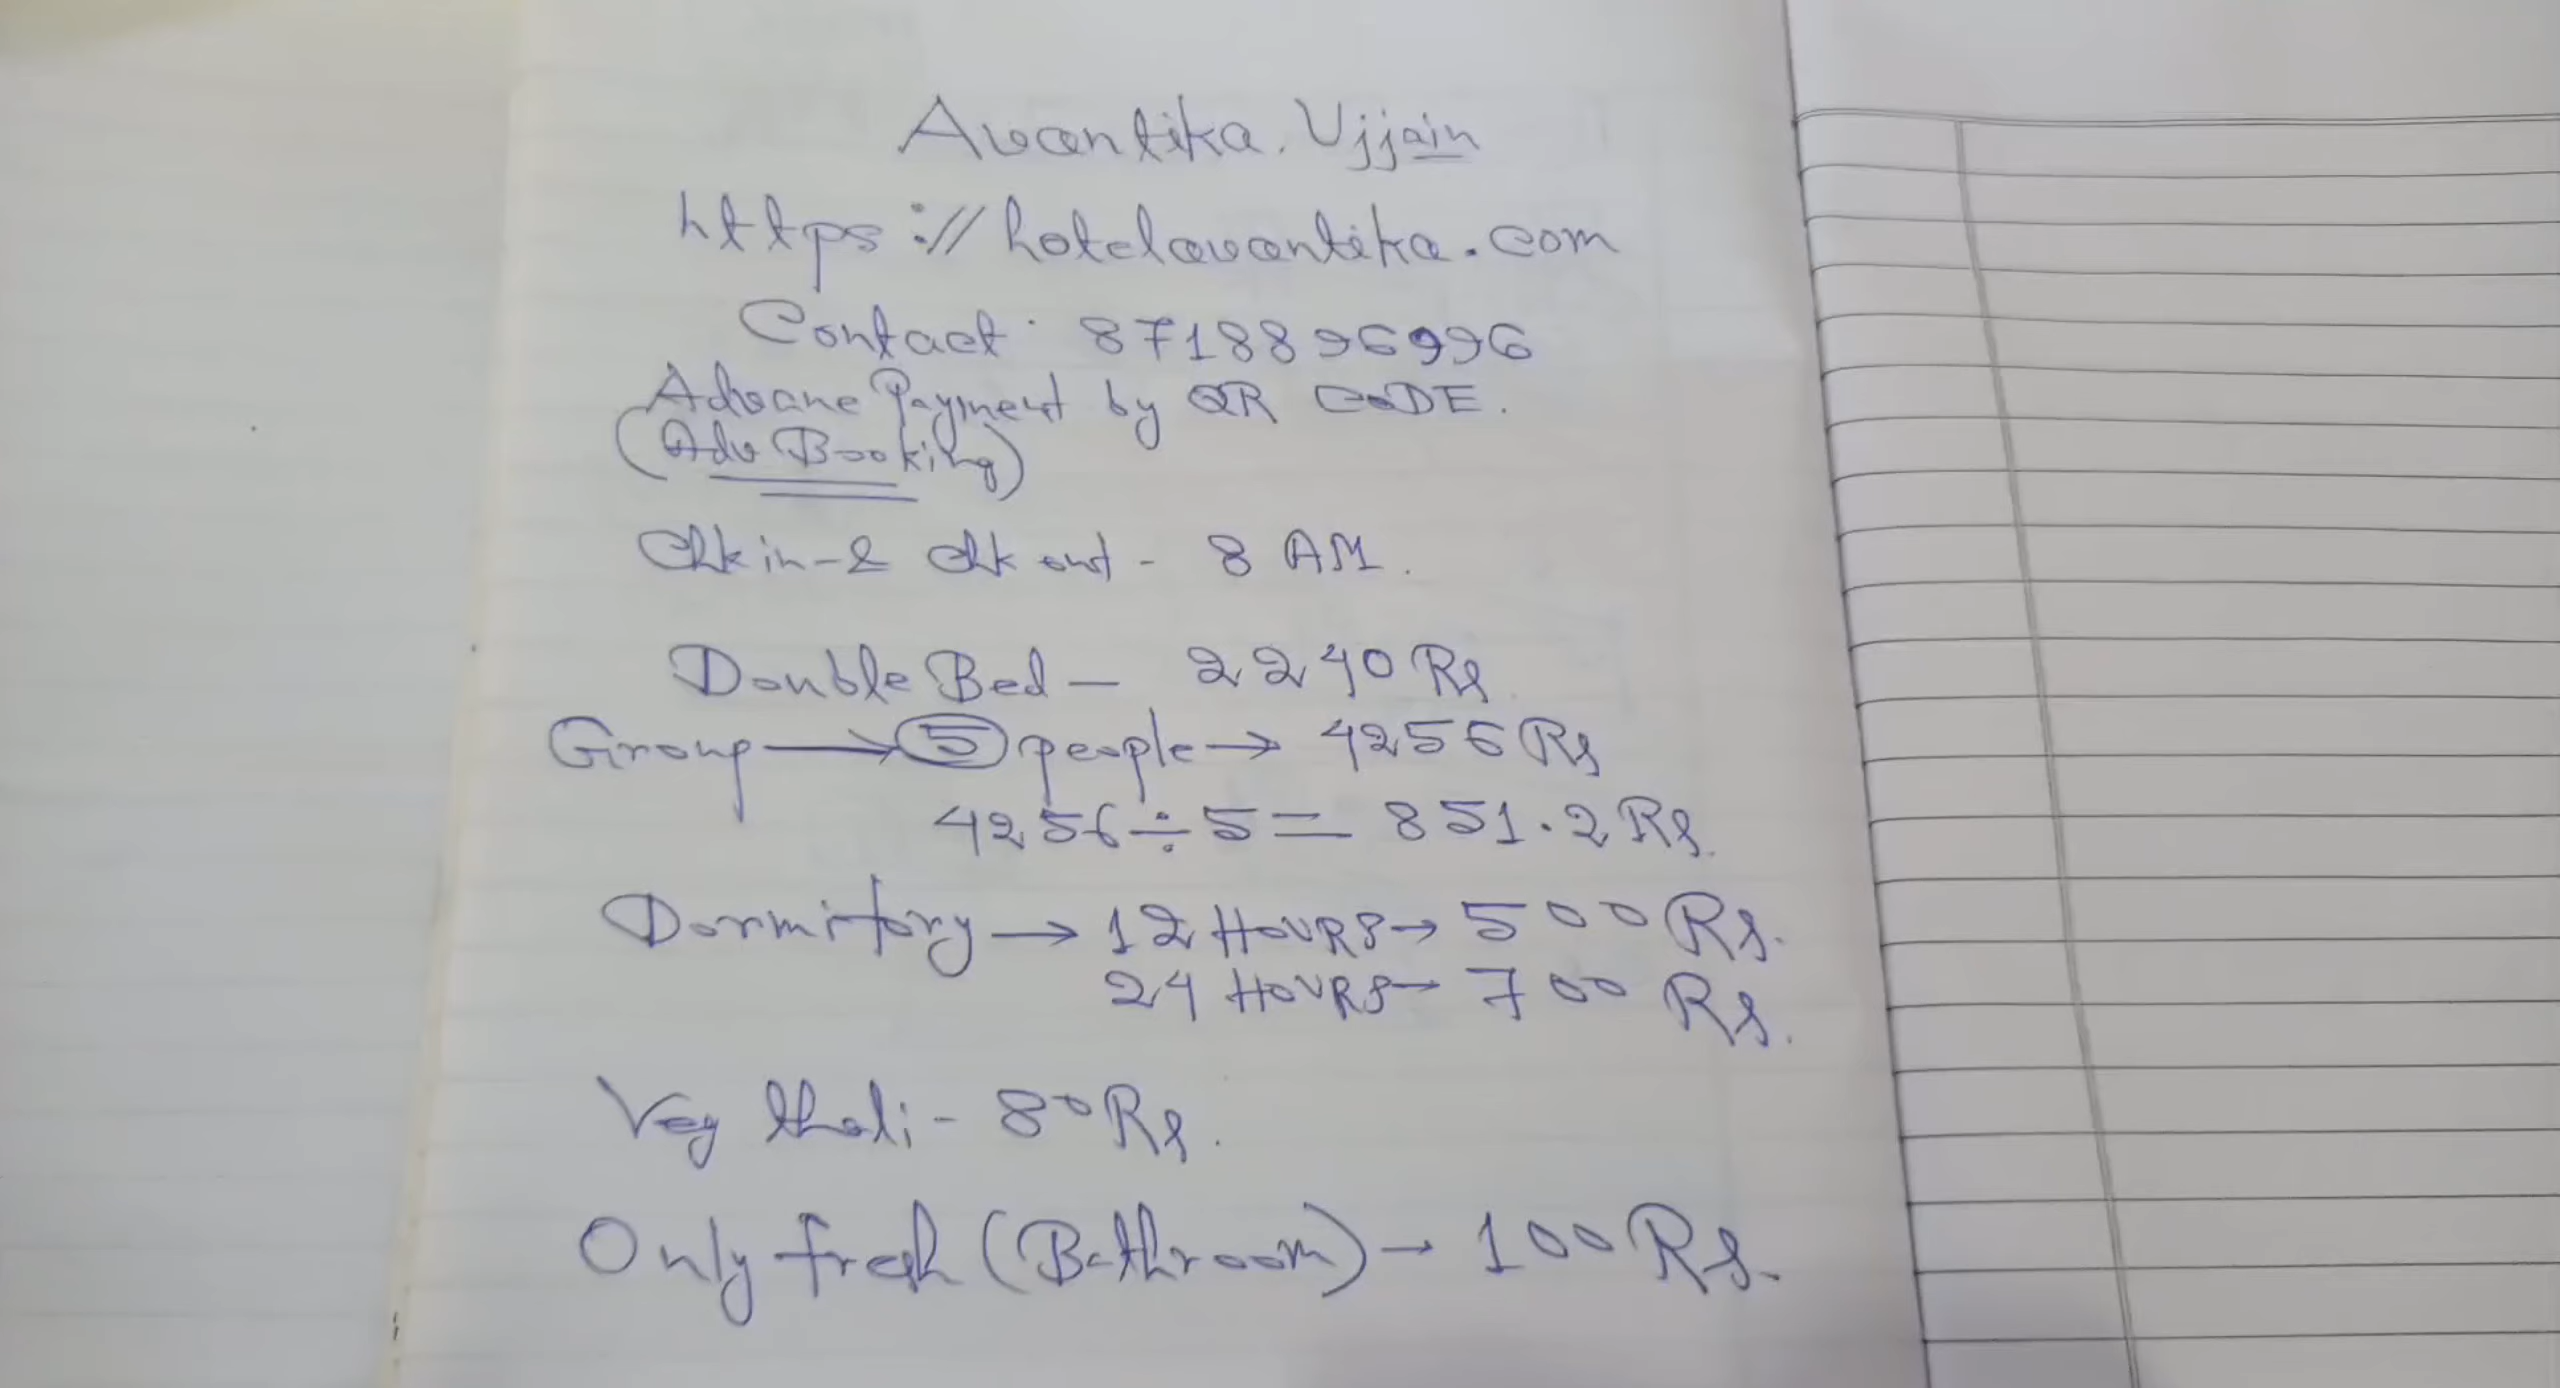 Avantika. Ujjain
https://hotelavantika.com
Contact 8718896996
Advane Payment by QR CODE.
(Adv Booking)
Chk in - & chk out - 8 AM.
Double Bed - 2240 Rs
Group → 5 people → 4256 Rs
4256 ÷ 5 = 851.2 Rs.
Dormitory → 12 HOURS → 500 Rs.
24 HOURS → 700 Rs.
Veg thali - 80 Rs.
Only fresh (Bathroom) → 100 Rs.